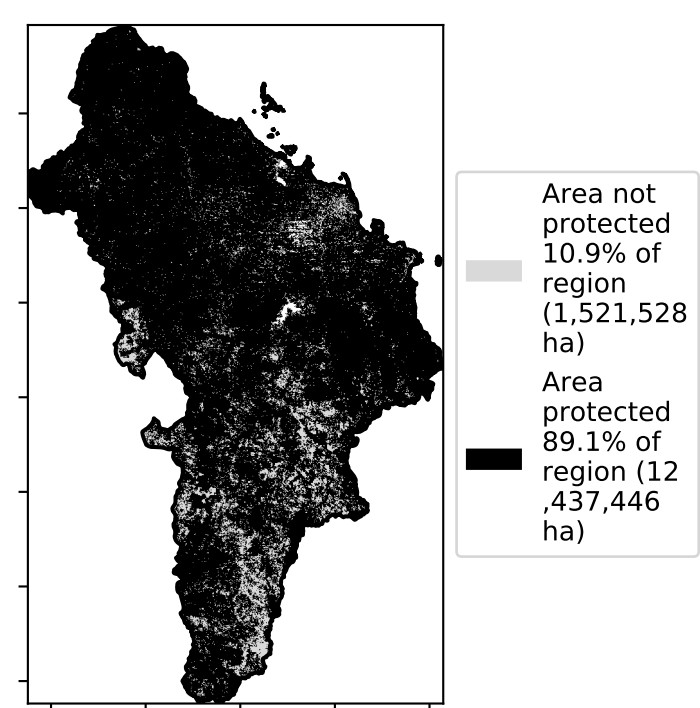 Area not
protected
10.9% of
region
(1,521,528
ha)
Area
protected
89.1% of
region (12
,437,446
ha)